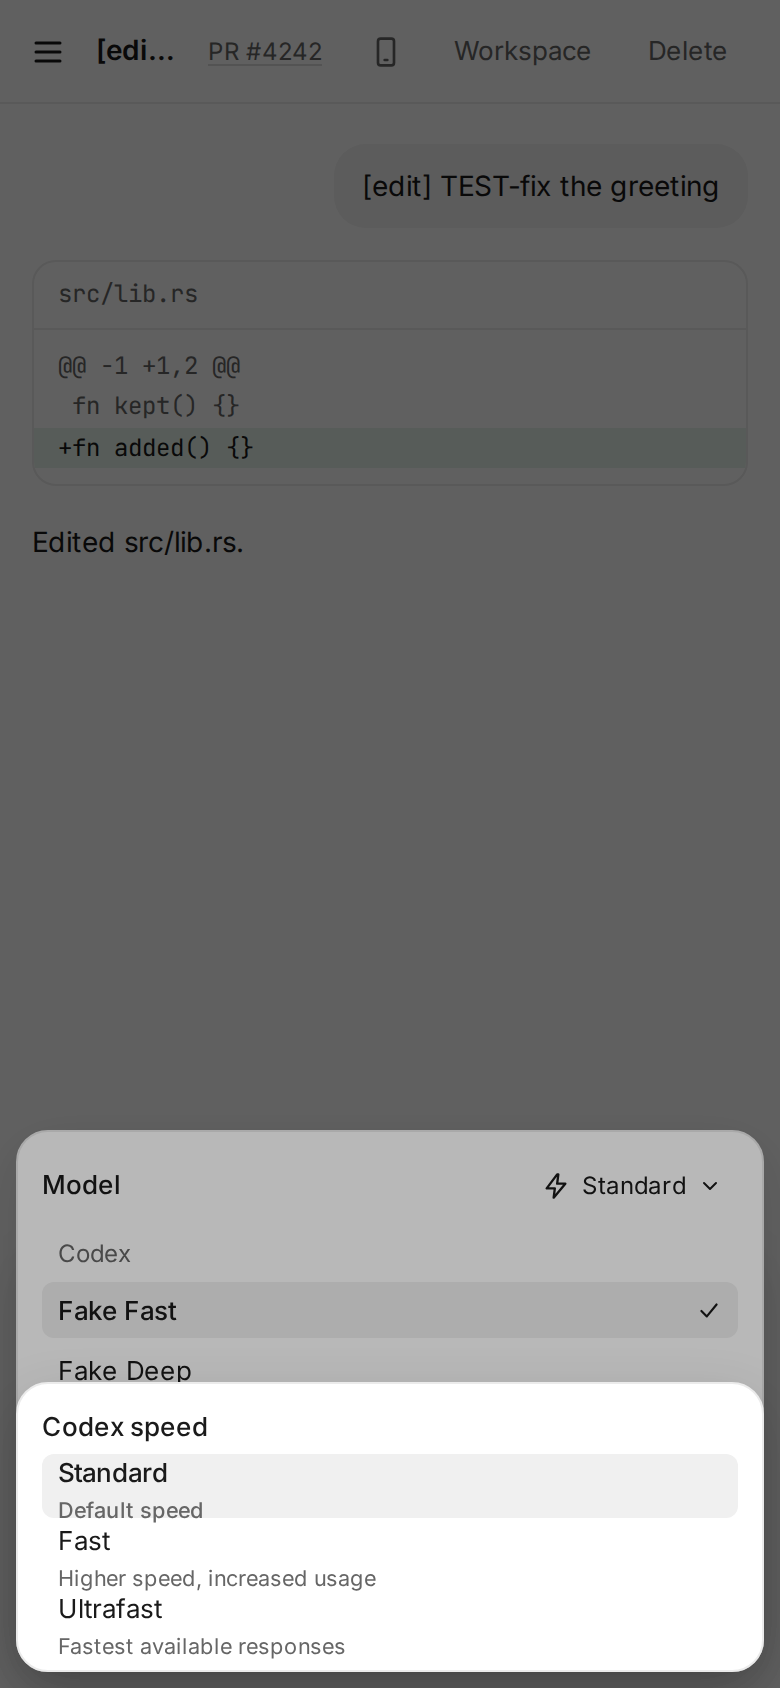 [edi...
PR #4242
Workspace
Delete
[edit] TEST-fix the greeting
src/lib.rs
@@ -1 +1,2 @@
fn kept() {}
+fn added() {}
Edited src/lib.rs.
Model
Standard
Codex
Fake Fast
Fake Deep
Codex speed
Standard
Default speed
Fast
Higher speed, increased usage
Ultrafast
Fastest available responses